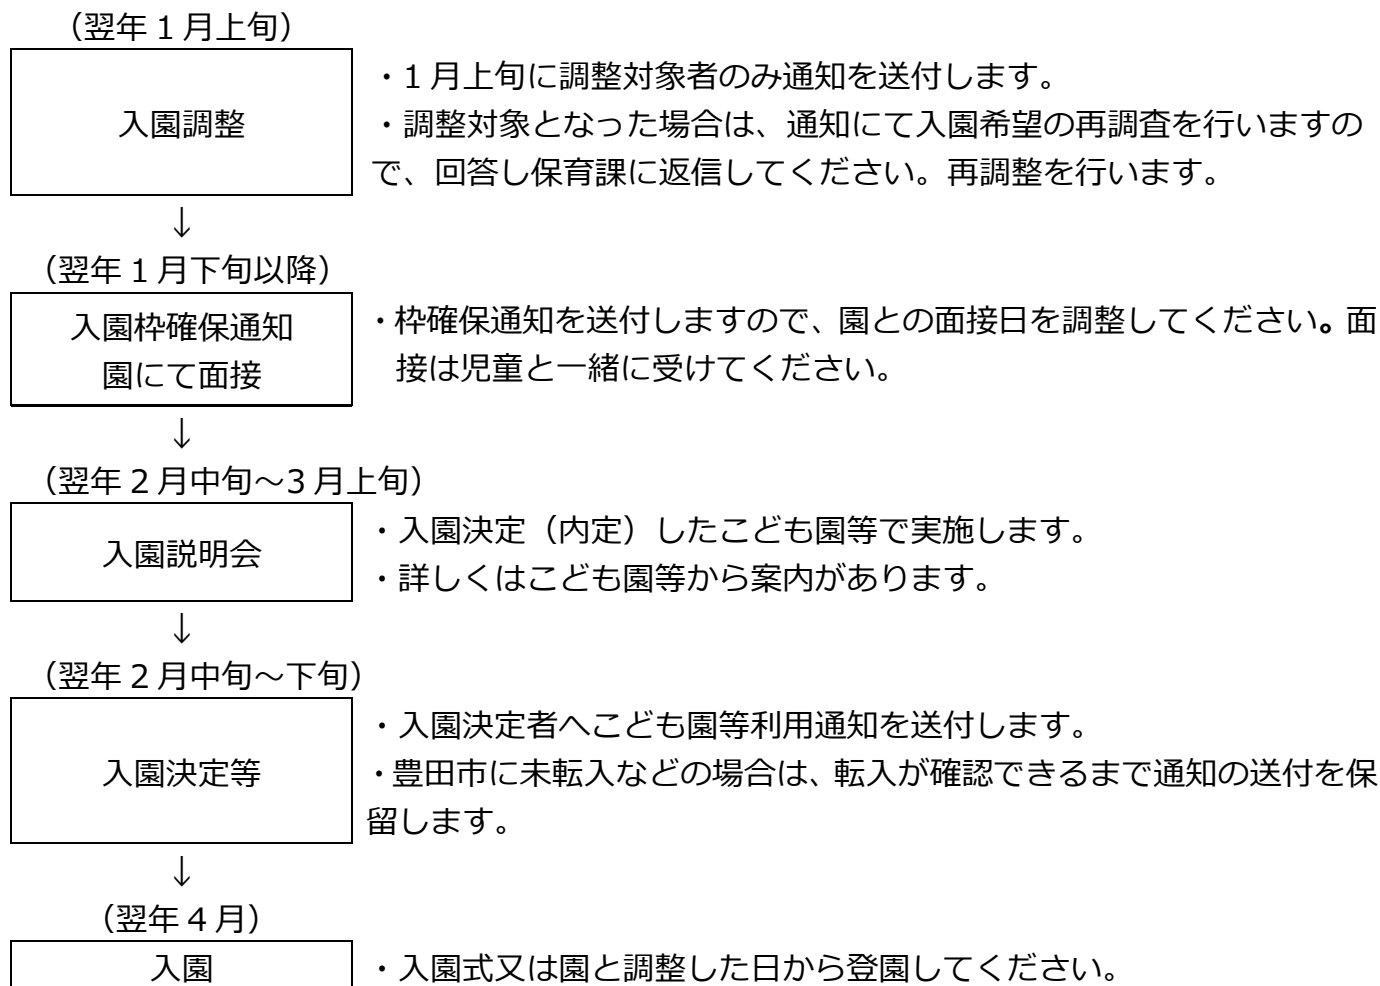 （翌年１月上旬）
入園調整
・1 月上旬に調整対象者のみ通知を送付します。
・調整対象となった場合は、通知にて入園希望の再調査を行いますの
で、回答し保育課に返信してください。再調整を行います。
↓
（翌年１月下旬以降）
入園枠確保通知
園にて面接
・枠確保通知を送付しますので、園との面接日を調整してください。面
接は児童と一緒に受けてください。
↓
（翌年２月中旬～3 月上旬）
入園説明会
・入園決定（内定）したこども園等で実施します。
・詳しくはこども園等から案内があります。
↓
（翌年２月中旬～下旬）
入園決定等
・入園決定者へこども園等利用通知を送付します。
・豊田市に未転入などの場合は、転入が確認できるまで通知の送付を保
留します。
↓
（翌年４月）
入園
・入園式又は園と調整した日から登園してください。